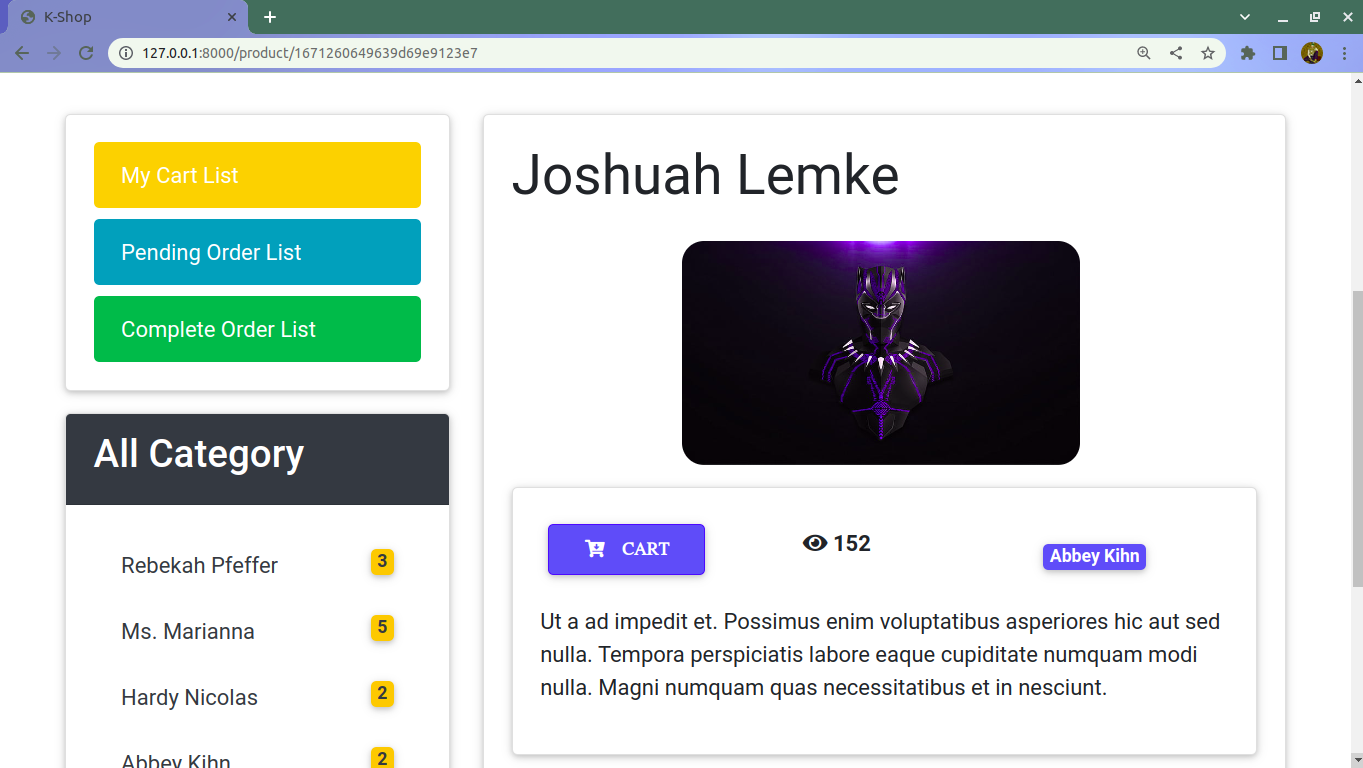 K-Shop
127.0.0.1:8000/product/1671260649639d69e9123e7
My Cart List
Pending Order List
Complete Order List
All Category
Rebekah Pfeffer 3
Ms. Marianna 5
Hardy Nicolas 2
Abbey Kihn 2
Joshuah Lemke
CART
152
Abbey Kihn
Ut a ad impedit et. Possimus enim voluptatibus asperiores hic aut sed
nulla. Tempora perspiciatis labore eaque cupiditate numquam modi
nulla. Magni numquam quas necessitatibus et in nesciunt.